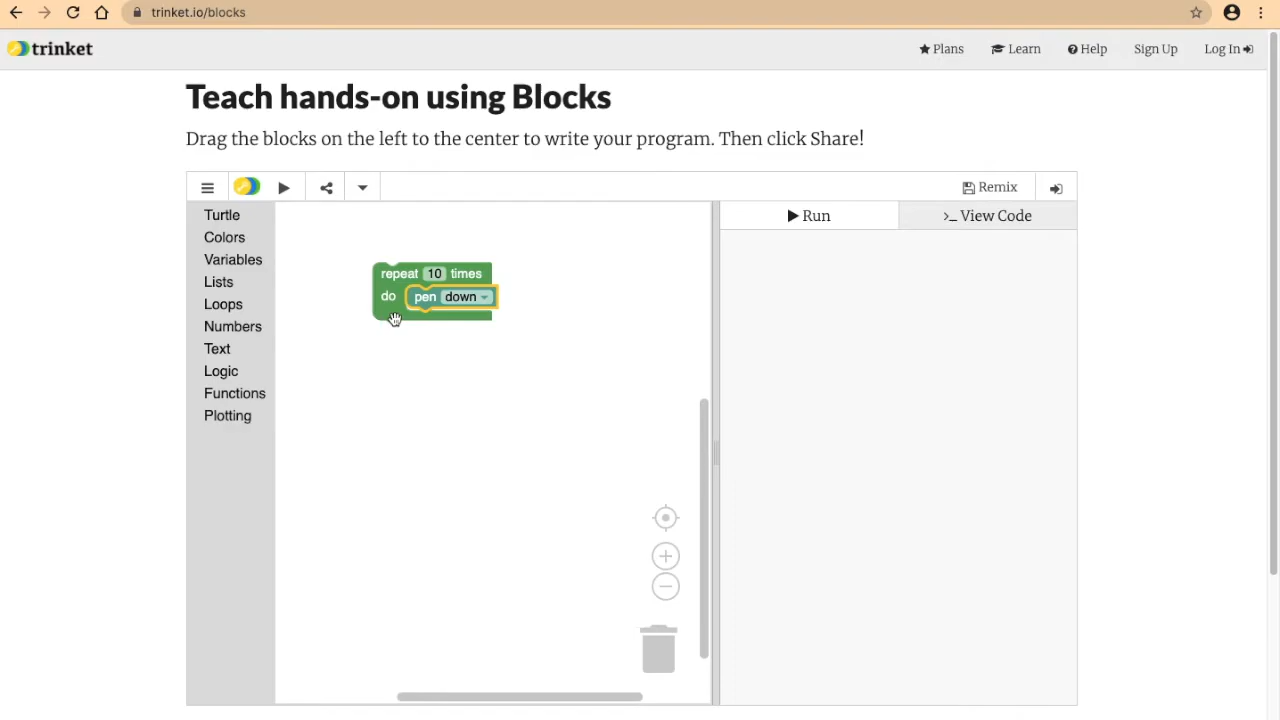 trinket.io/blocks
trinket
Plans
Learn
Help
Sign Up
Log In
Teach hands-on using Blocks
Drag the blocks on the left to the center to write your program. Then click Share!
Remix
Turtle
Colors
Variables
Lists
Loops
Numbers
Text
Logic
Functions
Plotting
repeat 10 times
do pen down
Run
>_ View Code